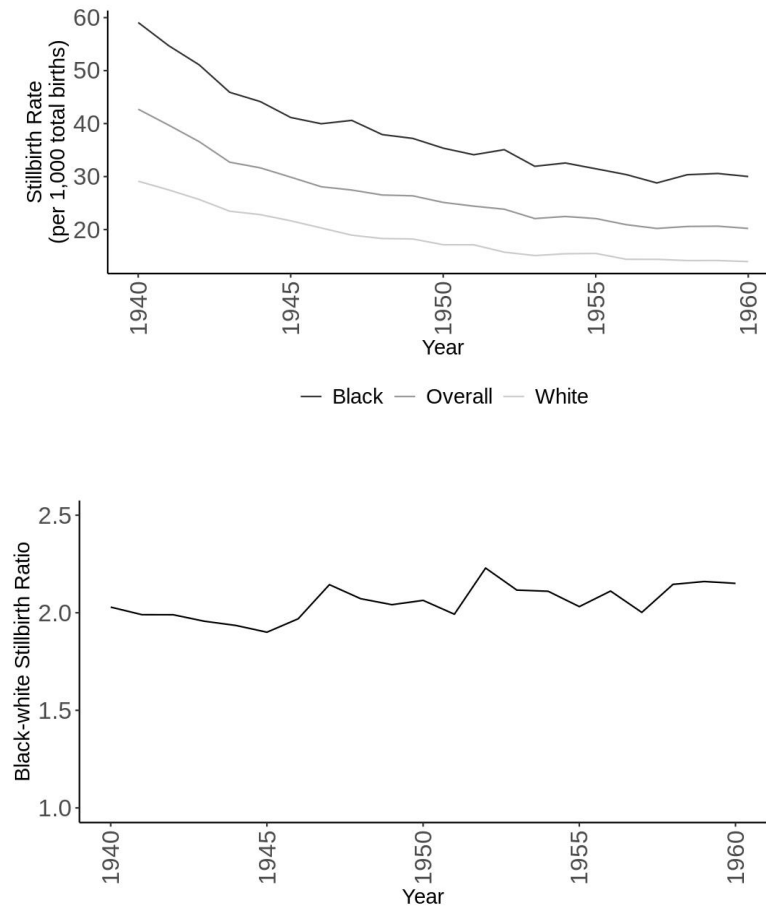 Stillbirth Rate
(per 1,000 total births)
60
50
40
30
20
1940
1945
1950
1955
1960
Year
Black
Overall
White
Black-white Stillbirth Ratio
2.5
2.0
1.5
1.0
1940
1945
1950
1955
1960
Year